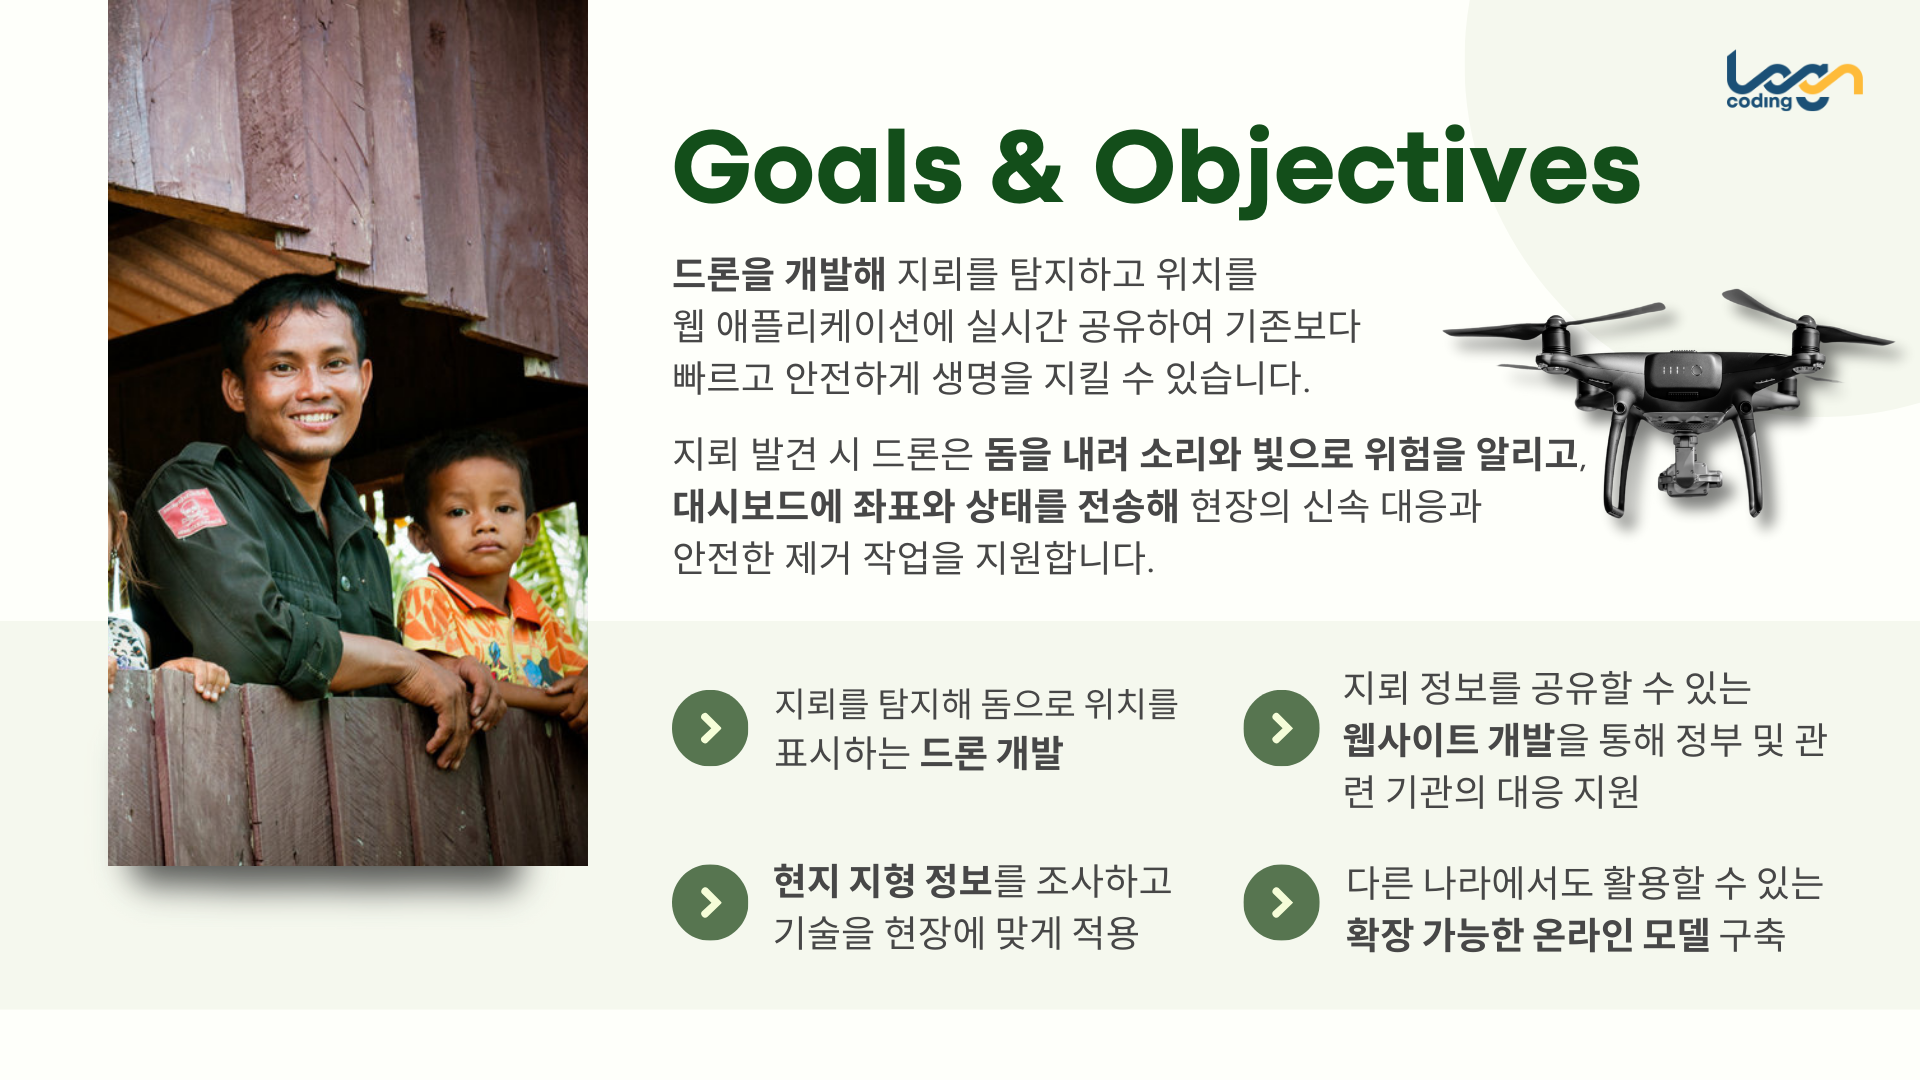 Loon
coding
Goals & Objectives
드론을 개발해 지뢰를 탐지하고 위치를
웹 애플리케이션에 실시간 공유하여 기존보다
빠르고 안전하게 생명을 지킬 수 있습니다.
지뢰 발견 시 드론은 돔을 내려 소리와 빛으로 위험을 알리고,
대시보드에 좌표와 상태를 전송해 현장의 신속 대응과
안전한 제거 작업을 지원합니다.
지뢰를 탐지해 돔으로 위치를
표시하는 드론 개발
지뢰 정보를 공유할 수 있는
웹사이트 개발을 통해 정부 및 관
련 기관의 대응 지원
현지 지형 정보를 조사하고
기술을 현장에 맞게 적용
다른 나라에서도 활용할 수 있는
확장 가능한 온라인 모델 구축